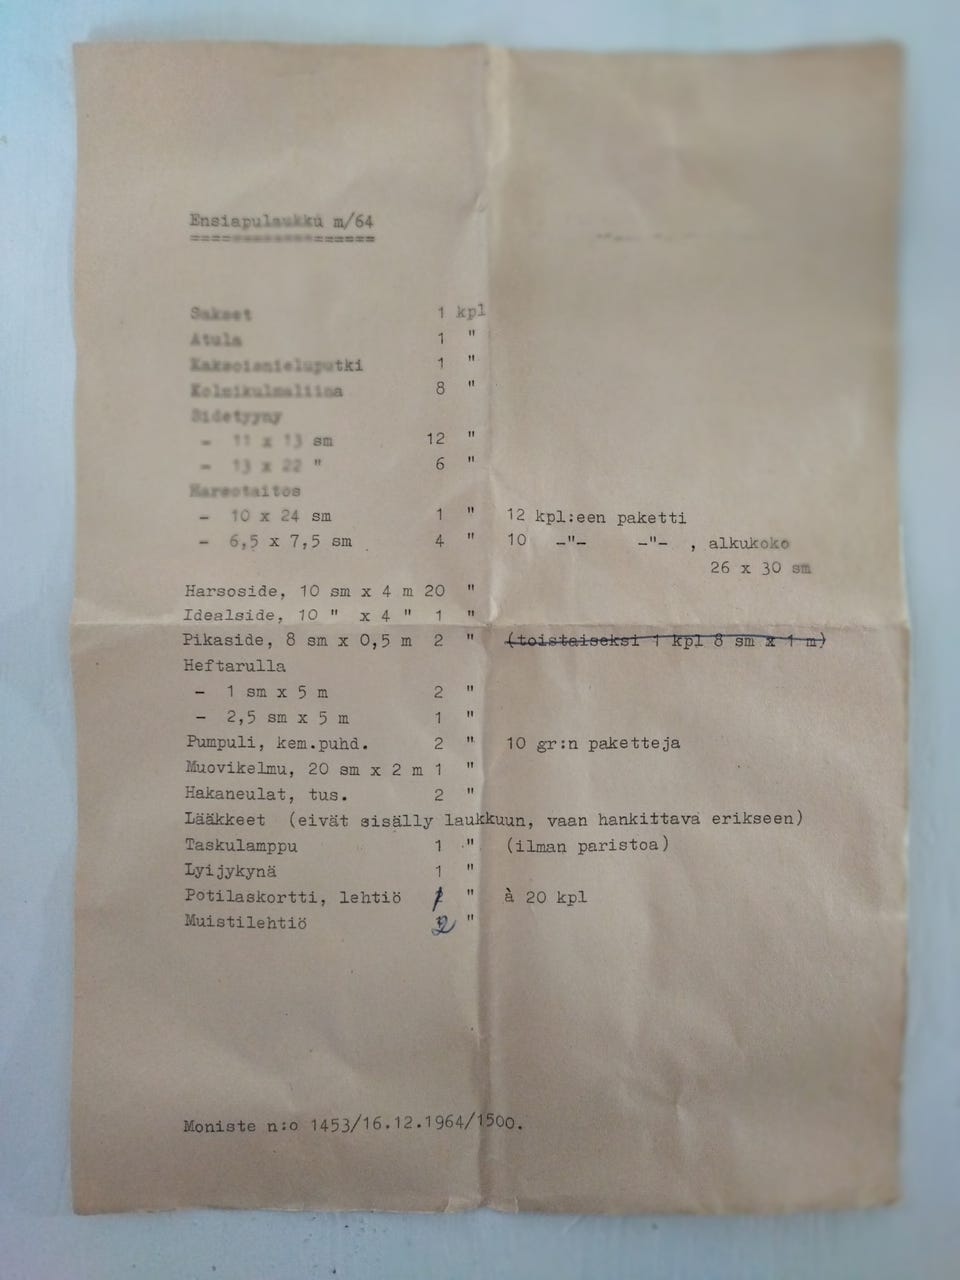 Ensiapulaukku m/64
==================
Sakset 1 kpl
Atula 1 "
Kaksoisnieluputki 1 "
Kolmikulmaliina 8 "
Sidetyyny
- 11 x 13 sm 12 "
- 13 x 22 " 6 "
Harsotaitos
- 10 x 24 sm 1 " 12 kpl:een paketti
- 6,5 x 7,5 sm 4 " 10 -"- -"- , alkukoko
26 x 30 sm
Harsoside, 10 sm x 4 m 20 "
Idealside, 10 " x 4 " 1 "
Pikaside, 8 sm x 0,5 m 2 " (toistaiseksi 1 kpl 8 sm x 1 m)
Heftarulla
- 1 sm x 5 m 2 "
- 2,5 sm x 5 m 1 "
Pumpuli, kem.puhd. 2 " 10 gr:n paketteja
Muovikelmu, 20 sm x 2 m 1 "
Hakaneulat, tus. 2 "
Lääkkeet (eivät sisälly laukkuun, vaan hankittava erikseen)
Taskulamppu 1 " (ilman paristoa)
Lyijykynä 1 "
Potilaskortti, lehtiö 1 " à 20 kpl
Muistilehtiö 2 "
Moniste n:o 1453/16.12.1964/1500.